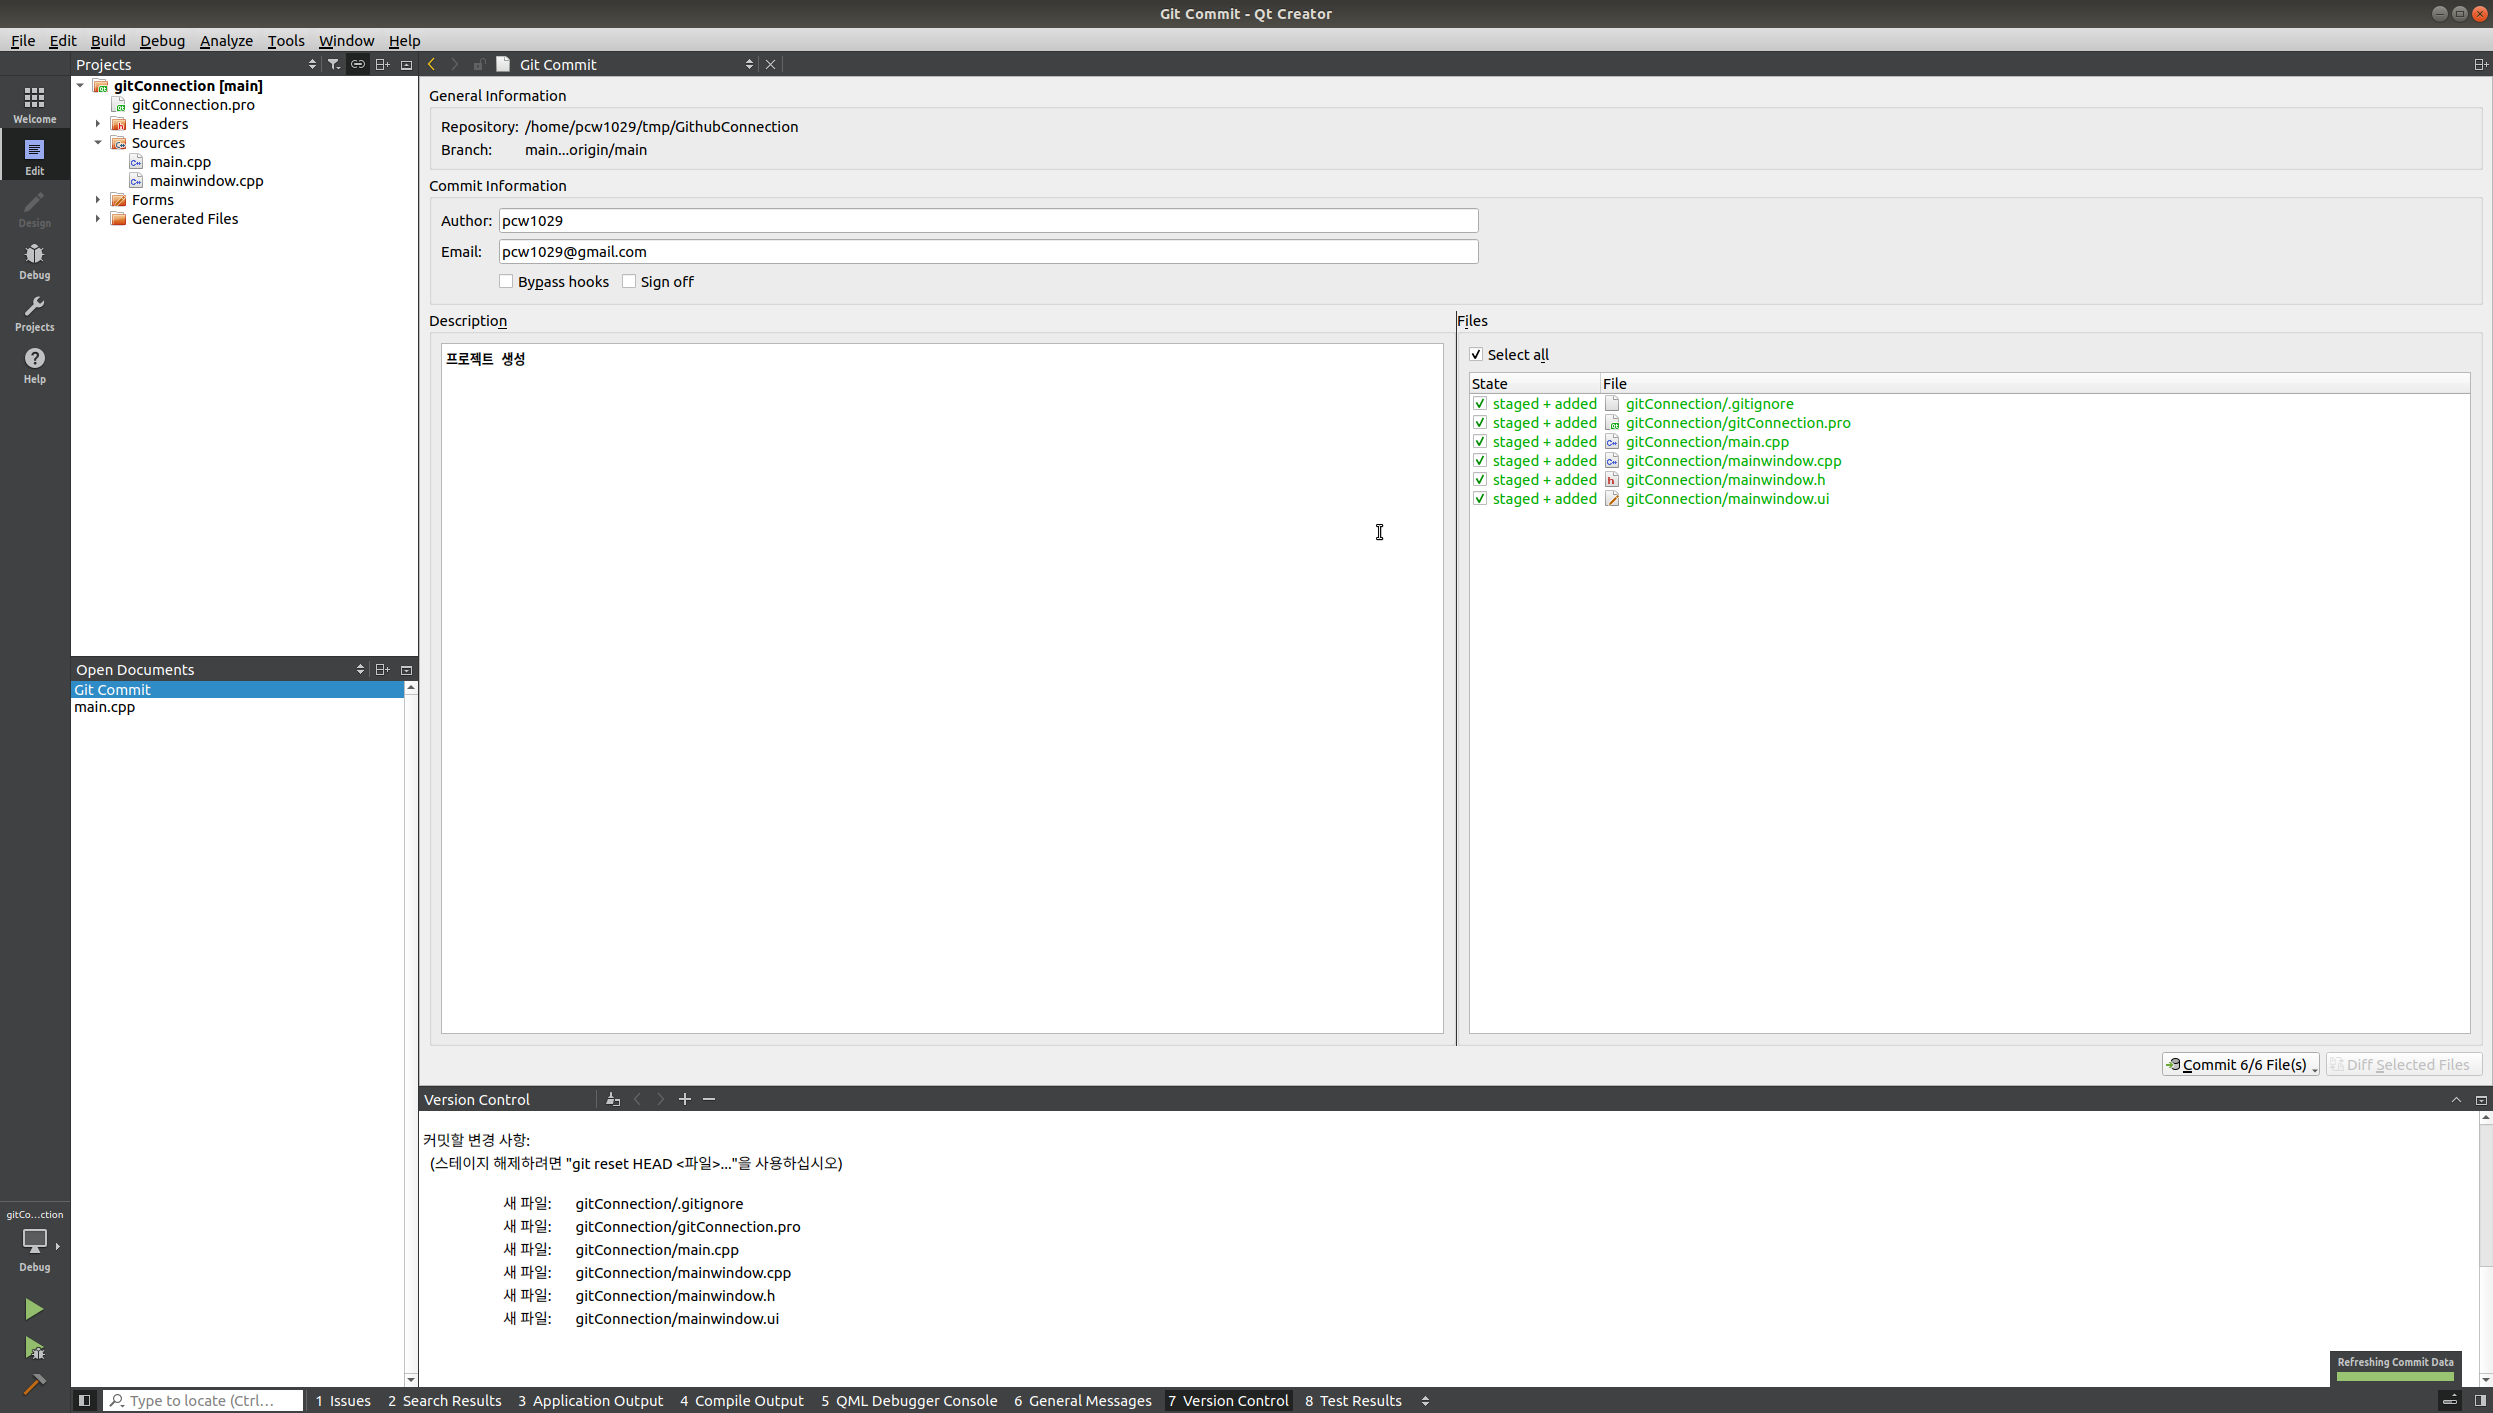 Git Commit - Qt Creator
File Edit Build Debug Analyze Tools Window Help
Projects
Git Commit
Welcome
Edit
Design
Debug
Projects
Help
gitConnection [main]
gitConnection.pro
Headers
Sources
main.cpp
mainwindow.cpp
Forms
Generated Files
General Information
Repository: /home/pcw1029/tmp/GithubConnection
Branch: main...origin/main
Commit Information
Author: pcw1029
Email: pcw1029@gmail.com
Bypass hooks Sign off
Description
프로젝트 생성
Files
Select all
State File
staged + added gitConnection/.gitignore
staged + added gitConnection/gitConnection.pro
staged + added gitConnection/main.cpp
staged + added gitConnection/mainwindow.cpp
staged + added gitConnection/mainwindow.h
staged + added gitConnection/mainwindow.ui
Open Documents
Git Commit
main.cpp
Commit 6/6 File(s) Diff Selected Files
Version Control
커밋할 변경 사항:
(스테이지 해제하려면 "git reset HEAD <파일>..."을 사용하십시오)
새 파일: gitConnection/.gitignore
새 파일: gitConnection/gitConnection.pro
새 파일: gitConnection/main.cpp
새 파일: gitConnection/mainwindow.cpp
새 파일: gitConnection/mainwindow.h
새 파일: gitConnection/mainwindow.ui
gitCo...ction
Debug
Refreshing Commit Data
Type to locate (Ctrl... 1 Issues 2 Search Results 3 Application Output 4 Compile Output 5 QML Debugger Console 6 General Messages 7 Version Control 8 Test Results